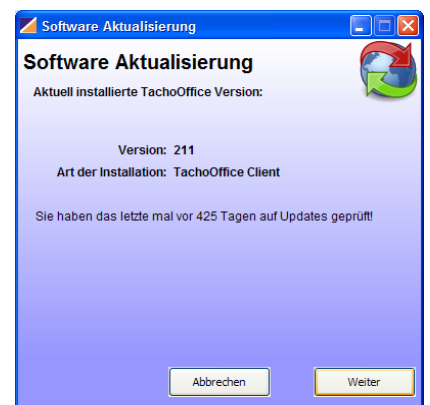 Software Aktualisierung
Software Aktualisierung
Aktuell installierte TachoOffice Version:
Version: 211
Art der Installation: TachoOffice Client
Sie haben das letzte mal vor 425 Tagen auf Updates geprüft!
Abbrechen Weiter